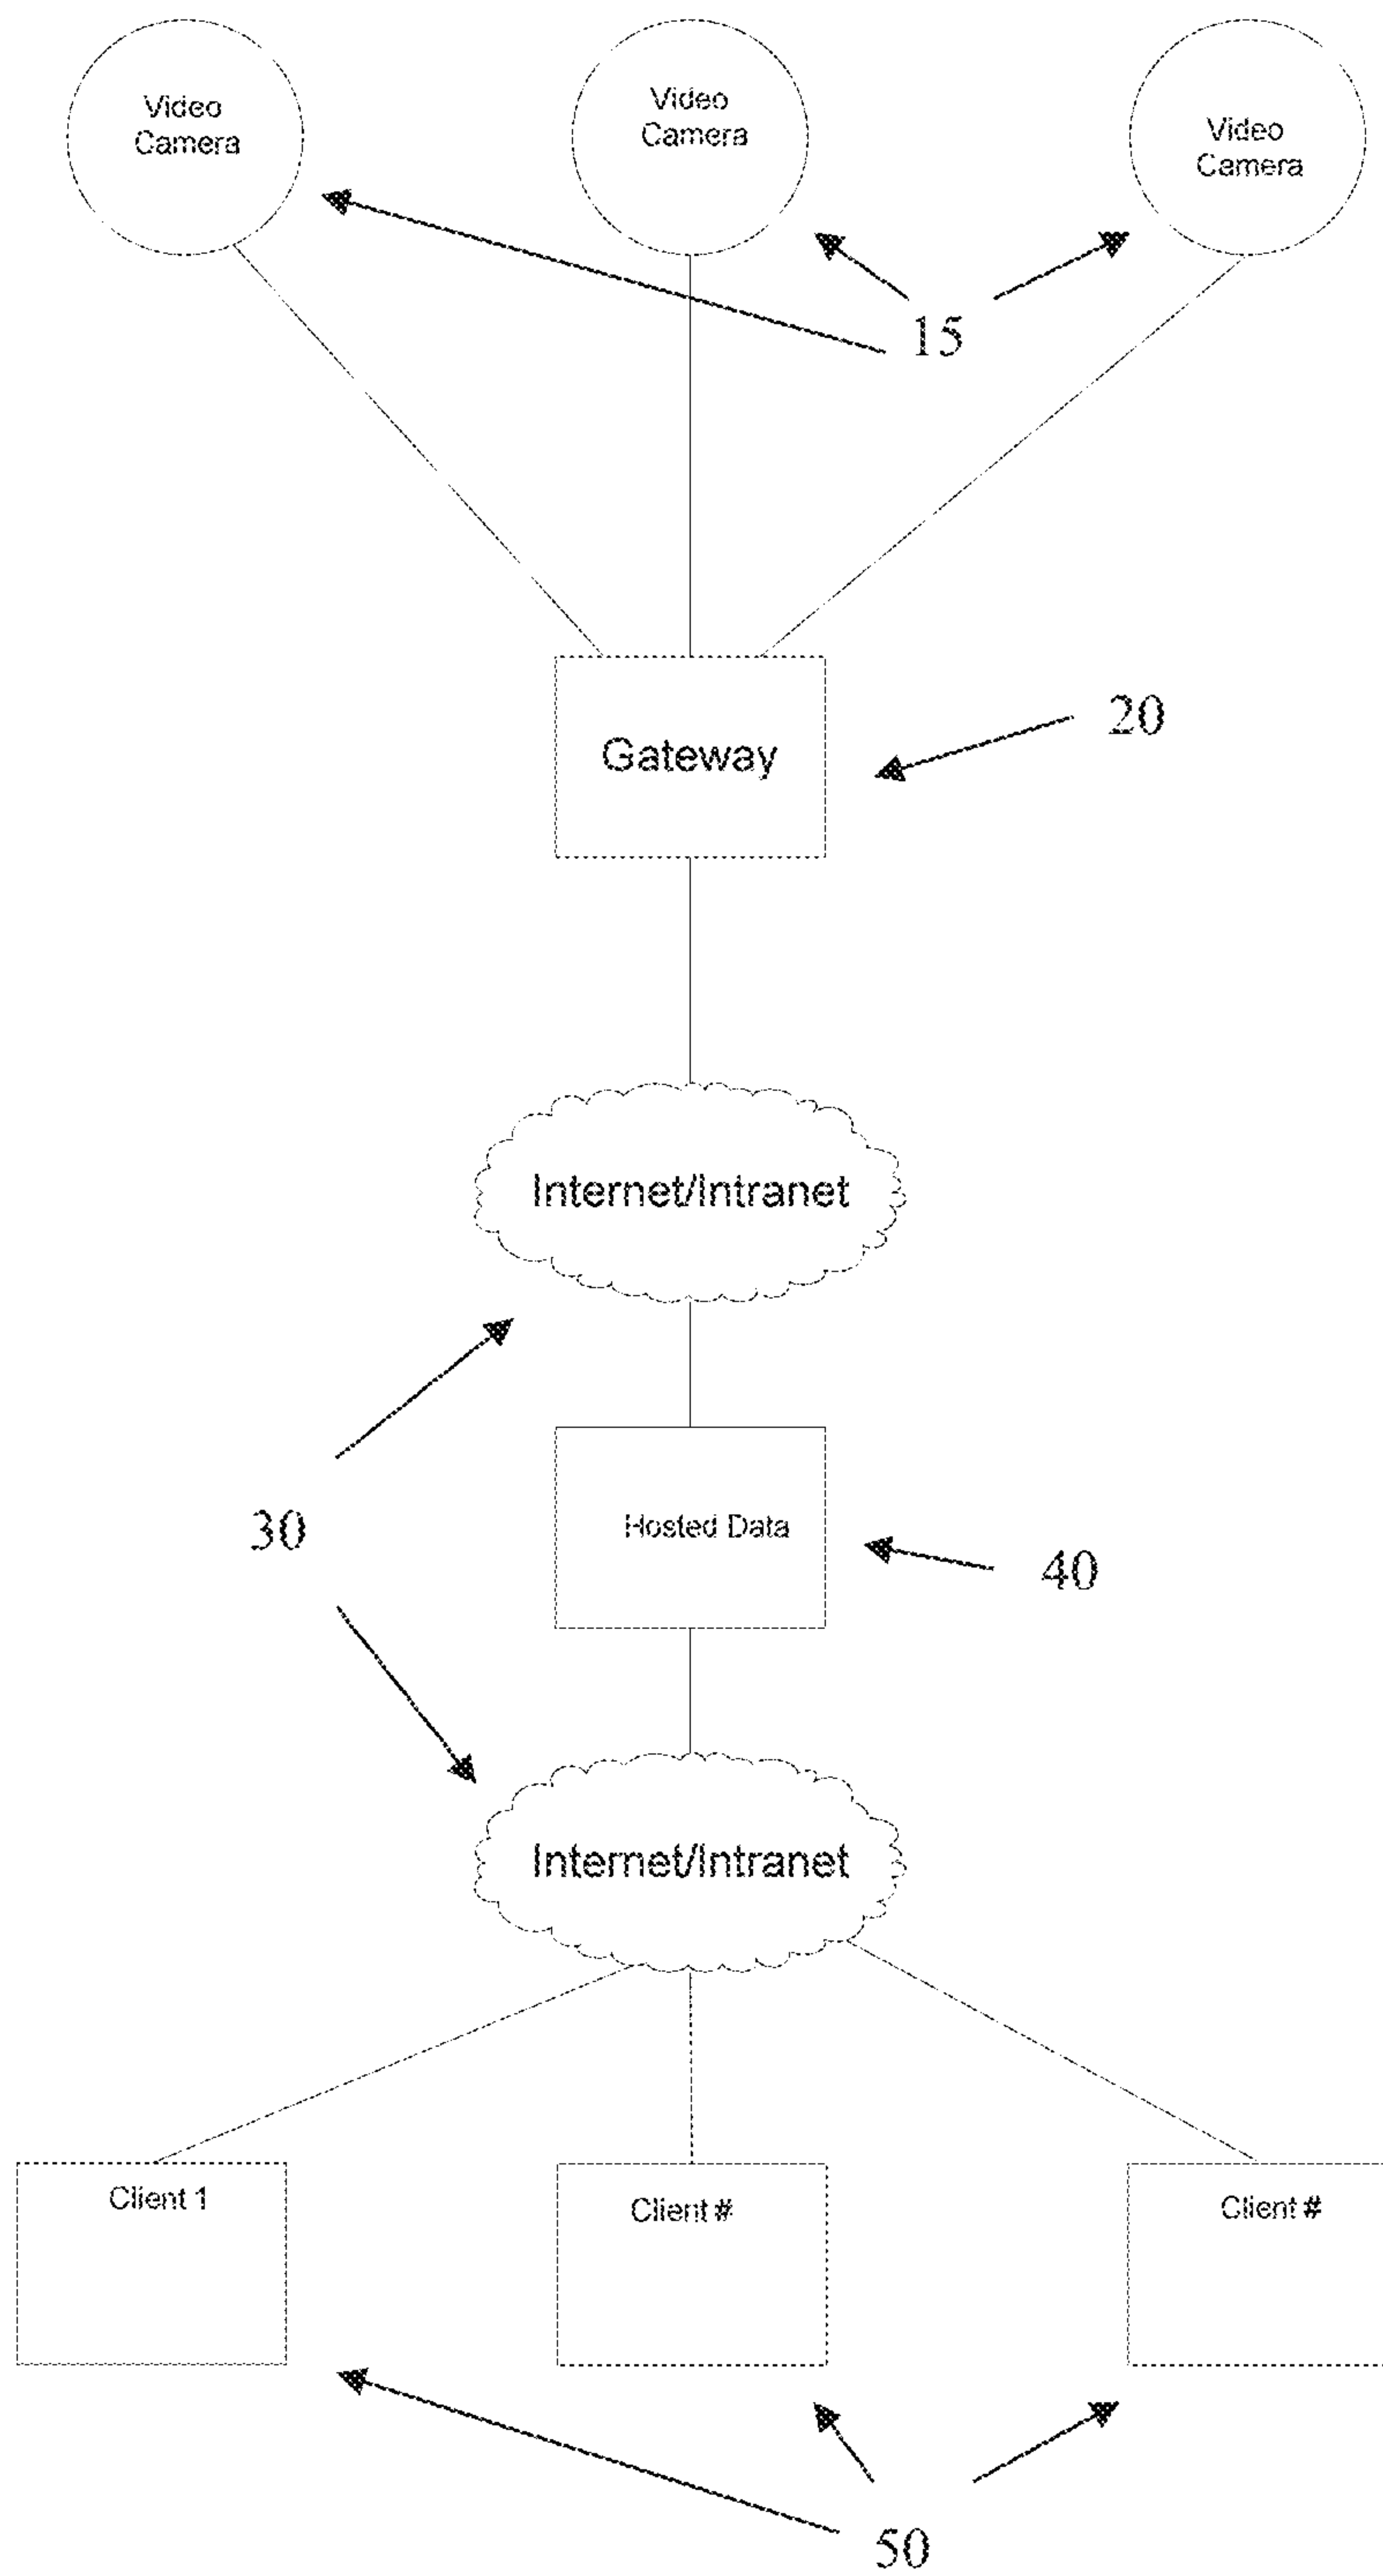 Video
Camera
Video
Camera
Video
Camera
15
Gateway
20
Internet/Intranet
30
Hosted Data
40
Internet/Intranet
Client 1
Client #
Client #
50